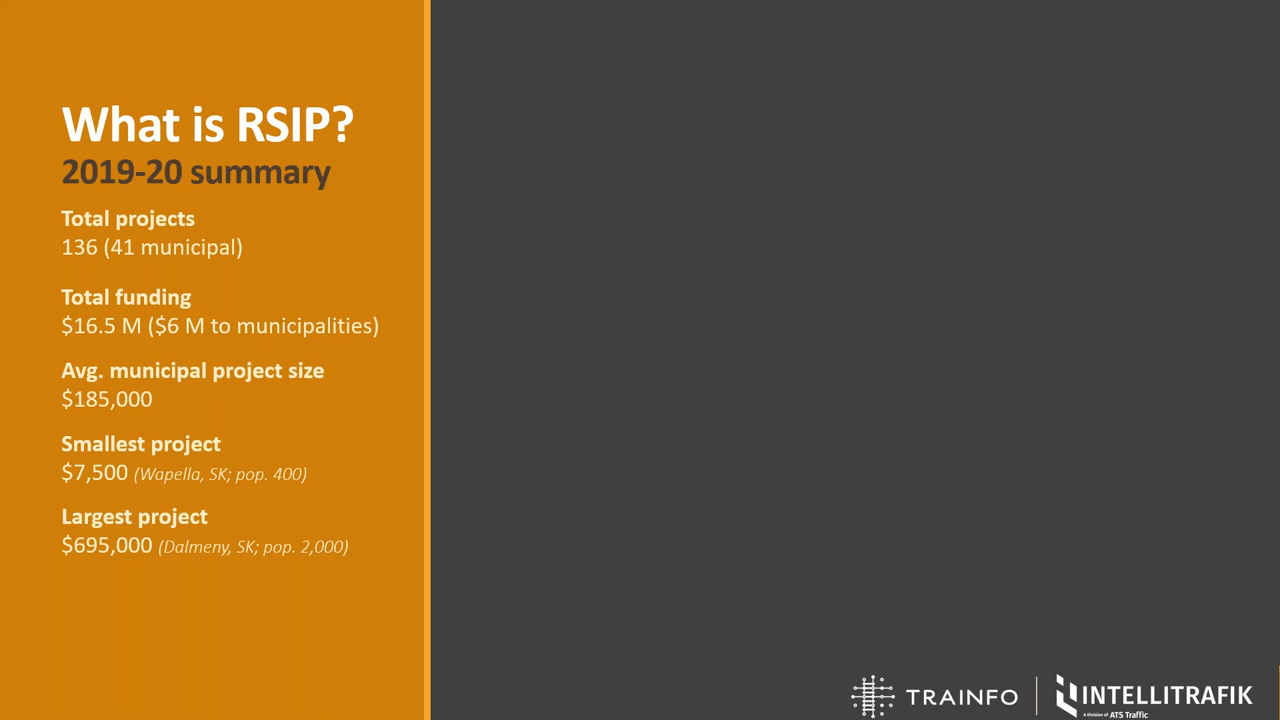 What is RSIP?
2019-20 summary
Total projects
136 (41 municipal)
Total funding
$16.5 M ($6 M to municipalities)
Avg. municipal project size
$185,000
Smallest project
$7,500 (Wapella, SK; pop. 400)
Largest project
$695,000 (Dalmeny, SK; pop. 2,000)
TRAINFO
INTELLITRAFIK
A Division of ATS Traffic